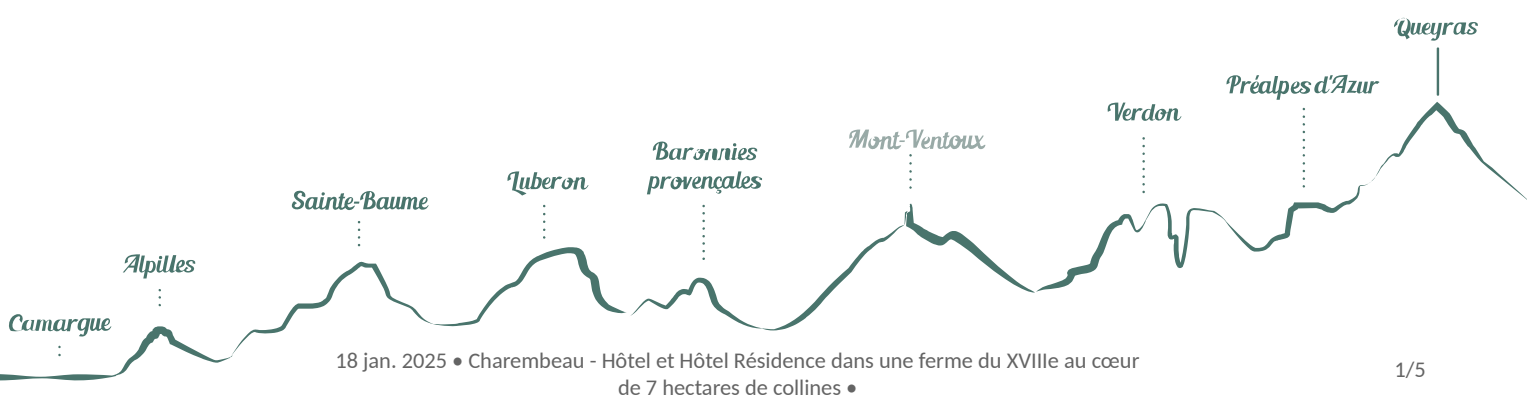 Queyras
Préalpes d'Azur
Verdon
Mont-Ventoux
Baronnies
provençales
Luberon
Sainte-Baume
Alpilles
Camargue
18 jan. 2025 • Charembeau - Hôtel et Hôtel Résidence dans une ferme du XVIIIe au cœur
de 7 hectares de collines •
1/5